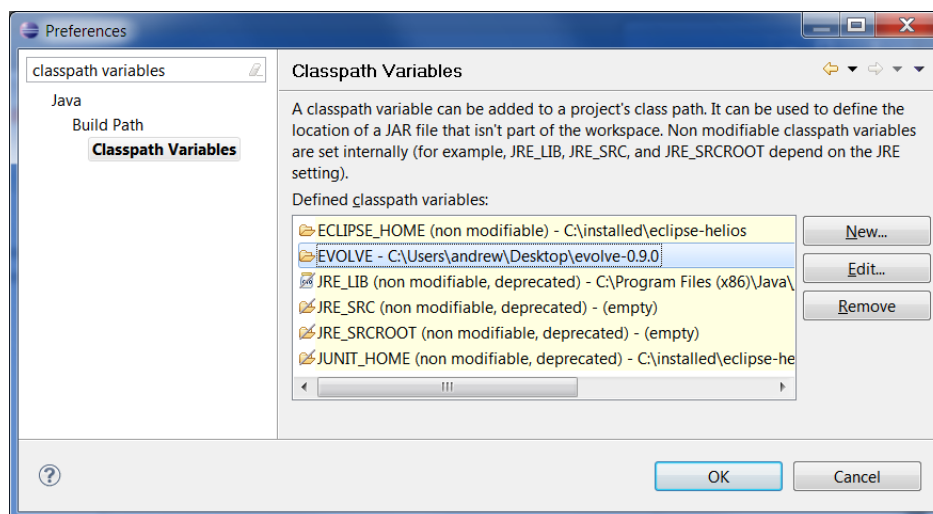 Preferences
classpath variables
Java
Build Path
Classpath Variables
Classpath Variables
A classpath variable can be added to a project's class path. It can be used to define the
location of a JAR file that isn't part of the workspace. Non modifiable classpath variables
are set internally (for example, JRE_LIB, JRE_SRC, and JRE_SRCROOT depend on the JRE
setting).
Defined classpath variables:
ECLIPSE_HOME (non modifiable) - C:\installed\eclipse-helios
EVOLVE - C:\Users\andrew\Desktop\evolve-0.9.0
JRE_LIB (non modifiable, deprecated) - C:\Program Files (x86)\Java\
JRE_SRC (non modifiable, deprecated) - (empty)
JRE_SRCROOT (non modifiable, deprecated) - (empty)
JUNIT_HOME (non modifiable, deprecated) - C:\installed\eclipse-he
New...
Edit...
Remove
OK
Cancel